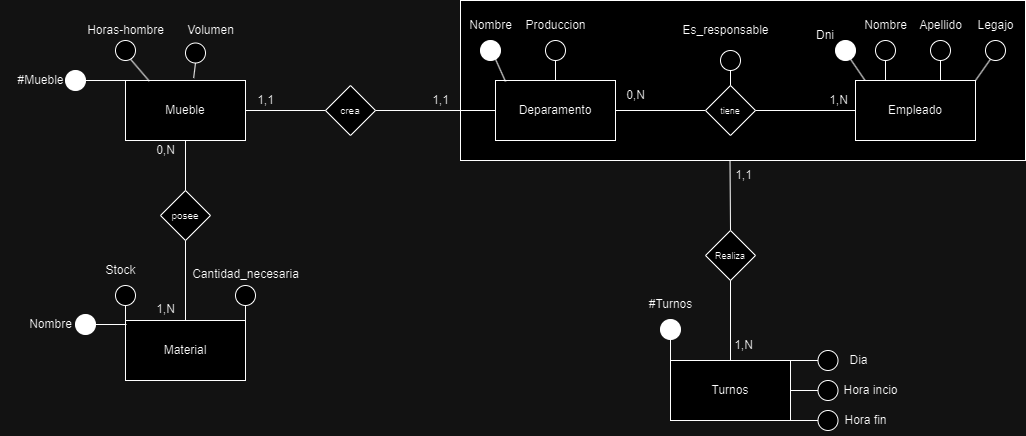 Horas-hombre
Volumen
#Mueble
Mueble
0,N
1,1
crea
1,1
Nombre
Produccion
Deparamento
0,N
Es_responsable
tiene
1,N
Dni
Nombre
Apellido
Legajo
Empleado
posee
Stock
Cantidad_necesaria
1,N
Nombre
Material
1,1
Realiza
#Turnos
1,N
Turnos
Dia
Hora incio
Hora fin